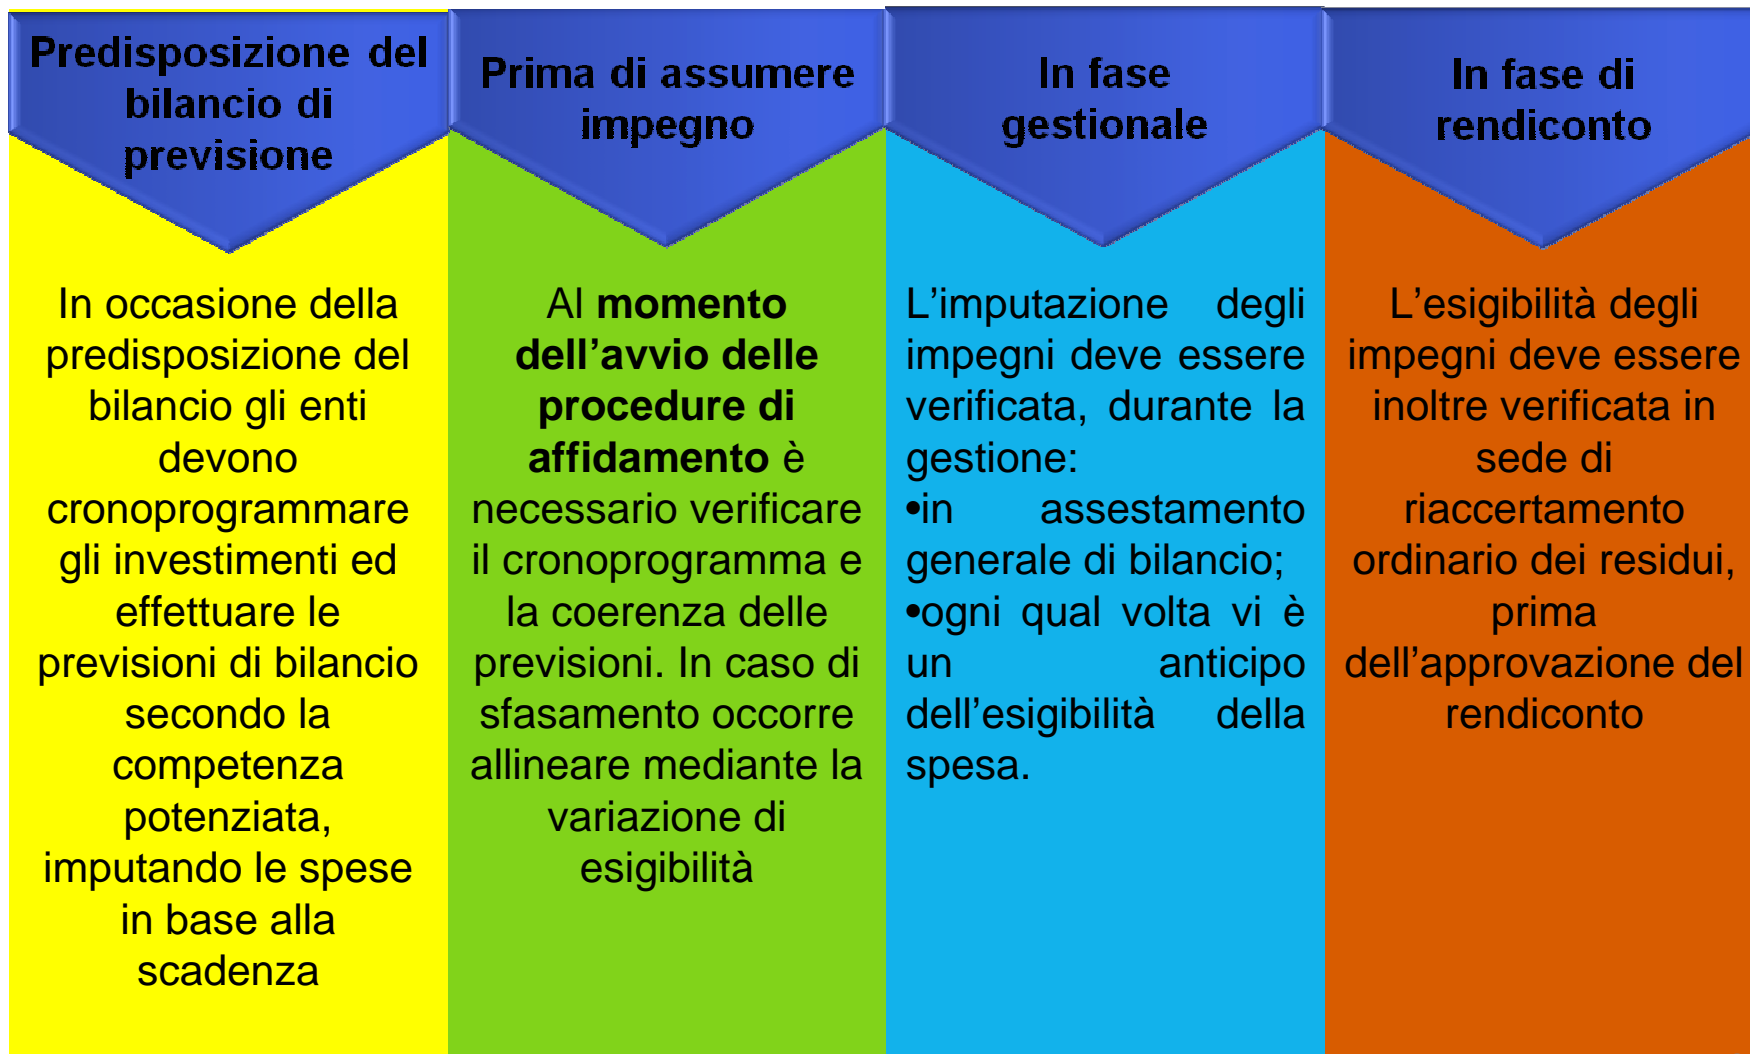 Predisposizione del
bilancio di
previsione
In occasione della
predisposizione del
bilancio gli enti
devono
cronoprogrammare
gli investimenti ed
effettuare le
previsioni di bilancio
secondo la
competenza
potenziata,
imputando le spese
in base alla
scadenza
Prima di assumere
impegno
Al momento
dell’avvio delle
procedure di
affidamento è
necessario verificare
il cronoprogramma e
la coerenza delle
previsioni. In caso di
sfasamento occorre
allineare mediante la
variazione di
esigibilità
In fase
gestionale
L’imputazione degli
impegni deve essere
verificata, durante la
gestione:
•in assestamento
generale di bilancio;
•ogni qual volta vi è
un anticipo
dell’esigibilità della
spesa.
In fase di
rendiconto
L’esigibilità degli
impegni deve essere
inoltre verificata in
sede di
riaccertamento
ordinario dei residui,
prima
dell’approvazione del
rendiconto